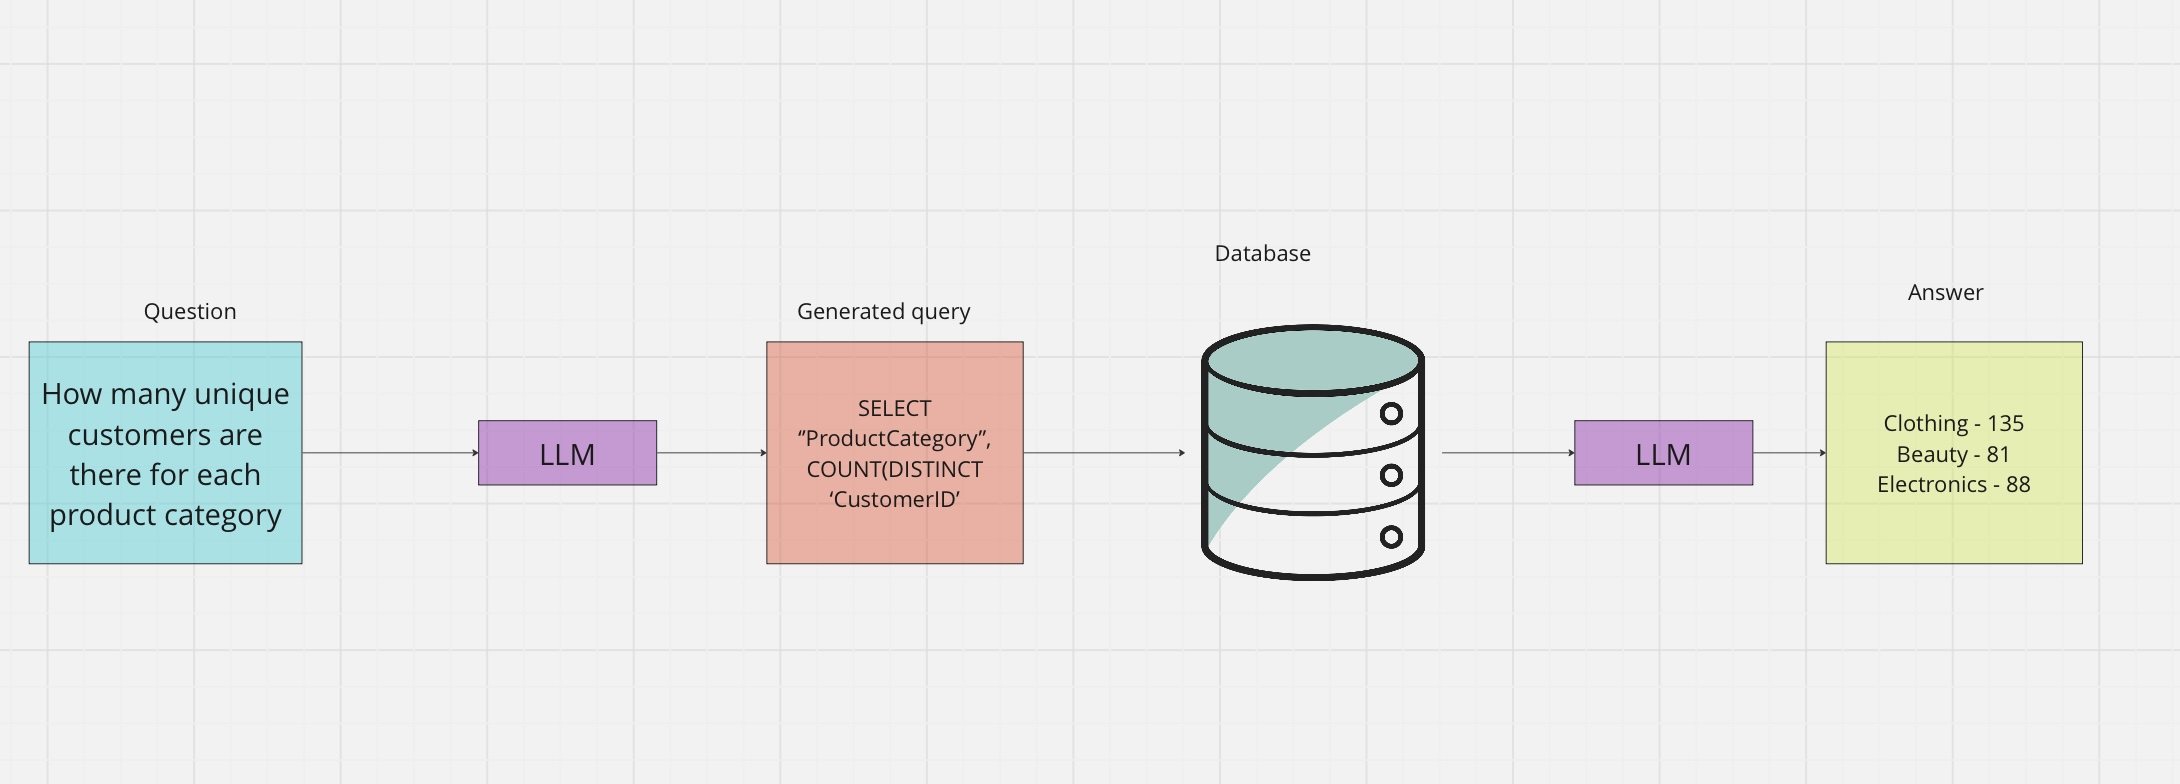 Question
How many unique
customers are
there for each
product category
LLM
Generated query
SELECT
“ProductCategory”,
COUNT(DISTINCT
‘CustomerID’
Database
LLM
Answer
Clothing - 135
Beauty - 81
Electronics - 88